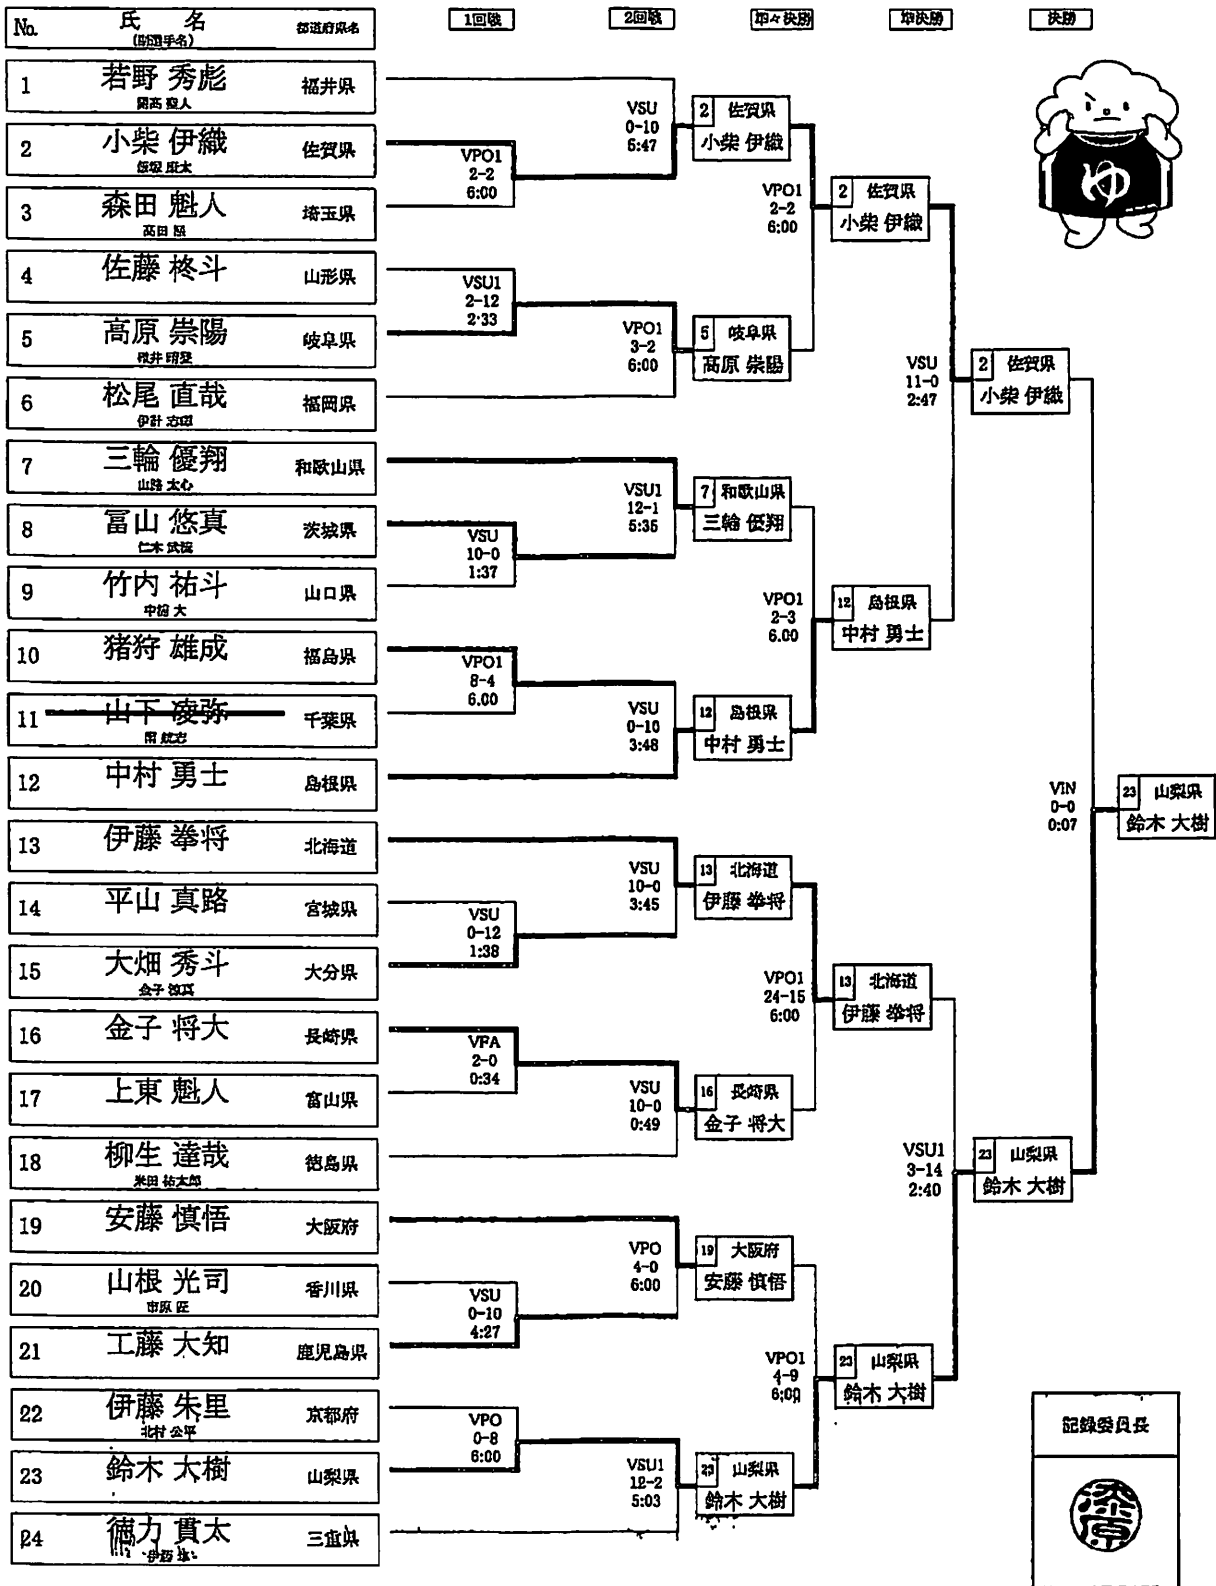 No. 氏 名 都道府県名 1回戦 2回戦 準々決勝 準決勝 決勝
1 若野 秀彪 福井県
2 小柴 伊織 佐賀県
3 森田 魁人 埼玉県
4 佐藤 柊斗 山形県
5 高原 崇陽 岐阜県
6 松尾 直哉 福岡県
7 三輪 優翔 和歌山県
8 冨山 悠真 茨城県
9 竹内 祐斗 山口県
中垣 大
10 猪狩 雄成 福島県
11 山下 凌弥 千葉県
12 中村 勇士 島根県
13 伊藤 拳将 北海道
14 平山 真路 宮城県
15 大畑 秀斗 大分県
16 金子 将大 長崎県
17 上東 魁人 富山県
18 柳生 達哉 徳島県
米田 祐太郎
19 安藤 慎悟 大阪府
20 山根 光司 香川県
市原 匠
21 工藤 大知 鹿児島県
22 伊藤 朱里 京都府
北村 公平
23 鈴木 大樹 山梨県
24 徳力 貫太 三重県
VPO1
2-2
6:00
VSU1
2-12
2:33
VSU
10-0
1:37
VPO1
8-4
6.00
VSU
0-12
1:38
VFA
2-0
0:34
VSU
0-10
4:27
VPO
0-8
6:00
VSU
0-10
5:47
VPO1
3-2
6:00
VSU1
12-1
5:35
VSU
0-10
3:48
VSU
10-0
3:45
VSU
10-0
0:49
VPO
4-0
6:00
VSU1
12-2
5:03
2 佐賀県
小柴 伊織
5 岐阜県
高原 崇陽
7 和歌山県
三輪 優翔
12 島根県
中村 勇士
13 北海道
伊藤 拳将
16 長崎県
金子 将大
19 大阪府
安藤 慎悟
23 山梨県
鈴木 大樹
VPO1
2-2
6:00
VPO1
2-3
6.00
VPO1
24-15
6:00
VPO1
4-9
6:00
2 佐賀県
小柴 伊織
12 島根県
中村 勇士
13 北海道
伊藤 拳将
23 山梨県
鈴木 大樹
VSU
11-0
2:47
VSU1
3-14
2:40
2 佐賀県
小柴 伊織
23 山梨県
鈴木 大樹
VIN
0-0
0:07
23 山梨県
鈴木 大樹
ゆ
記録委員長
漆原